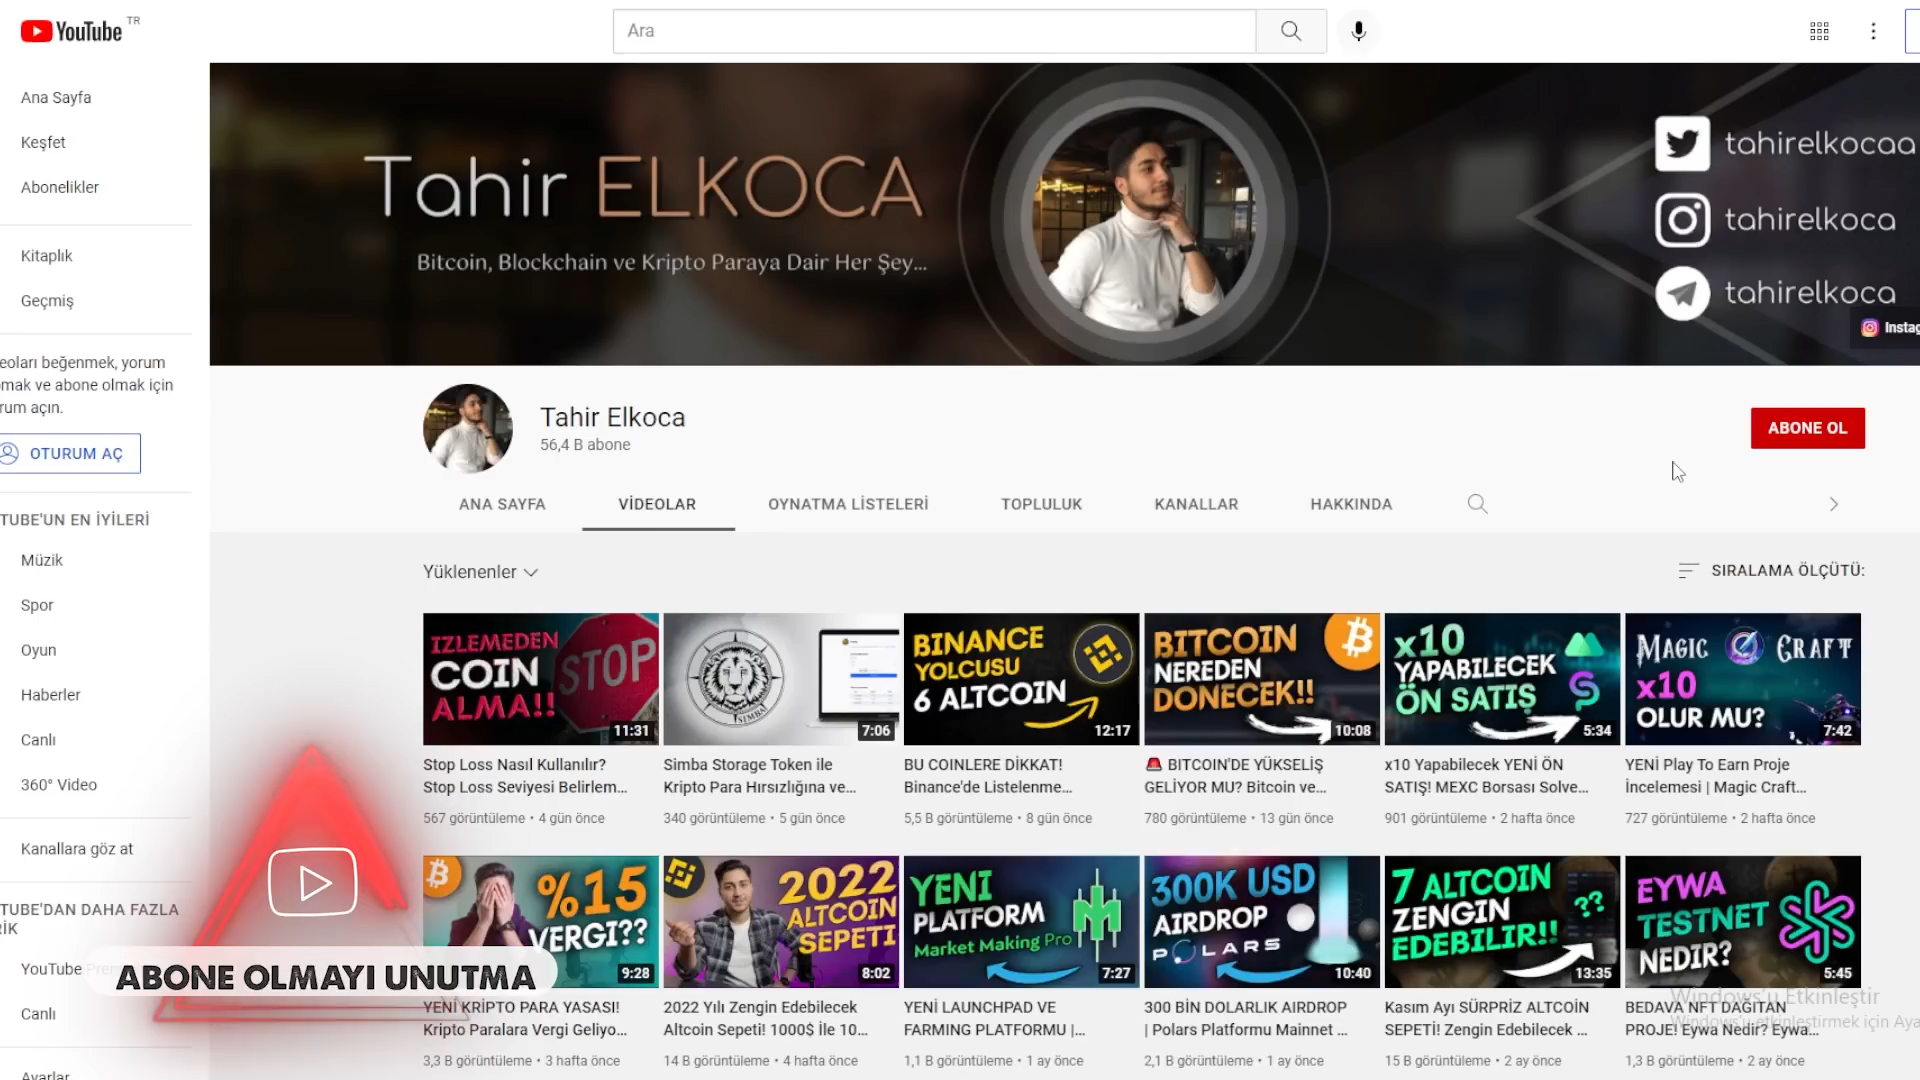 YouTube TR
Ara
Ana Sayfa
Keşfet
Abonelikler
Kitaplık
Geçmiş
eoları beğenmek, yorum
mak ve abone olmak için
rum açın.
OTURUM AÇ
TUBE'UN EN İYİLERİ
Müzik
Spor
Oyun
Haberler
Canlı
360° Video
Kanallara göz at
TUBE'DAN DAHA FAZLA
İK
YouTube
Canlı
Ayarlar
Tahir ELKOCA
Bitcoin, Blockchain ve Kripto Paraya Dair Her Şey...
tahirelkocaa
tahirelkoca
tahirelkoca
Instag
Tahir Elkoca
56,4 B abone
ABONE OL
ANA SAYFA
VİDEOLAR
OYNATMA LİSTELERİ
TOPLULUK
KANALLAR
HAKKINDA
Yüklenenler
SIRALAMA ÖLÇÜTÜ:
IZLEMEDEN
COIN
ALMA!!
STOP
11:31
Stop Loss Nasıl Kullanılır?
Stop Loss Seviyesi Belirlem...
567 görüntüleme • 4 gün önce
SIMBA
7:06
Simba Storage Token ile
Kripto Para Hırsızlığına ve...
340 görüntüleme • 5 gün önce
BINANCE
YOLCUSU
6 ALTCOIN
12:17
BU COINLERE DİKKAT!
Binance'de Listelenme...
5,5 B görüntüleme • 8 gün önce
BITCOIN
NEREDEN
DONECEK!!
10:08
🚨 BITCOIN'DE YÜKSELİŞ
GELİYOR MU? Bitcoin ve...
780 görüntüleme • 13 gün önce
x10
YAPABILECEK
ÖN SATIŞ
5:34
x10 Yapabilecek YENİ ÖN
SATIŞ! MEXC Borsası Solve...
901 görüntüleme • 2 hafta önce
MAGIC CRAFT
x10
OLUR MU?
7:42
YENİ Play To Earn Proje
İncelemesi | Magic Craft...
727 görüntüleme • 2 hafta önce
%15
VERGI??
9:28
YENİ KRİPTO PARA YASASI!
Kripto Paralara Vergi Geliyo...
3,3 B görüntüleme • 3 hafta önce
2022
ALTCOIN
SEPETI
8:02
2022 Yılı Zengin Edebilecek
Altcoin Sepeti! 1000$ İle 10...
14 B görüntüleme • 4 hafta önce
YENI
PLATFORM
Market Making Pro
7:27
YENİ LAUNCHPAD VE
FARMING PLATFORMU |...
1,1 B görüntüleme • 1 ay önce
300K USD
AIRDROP
POLARS
10:40
300 BİN DOLARLIK AIRDROP
| Polars Platformu Mainnet ...
2,1 B görüntüleme • 1 ay önce
7 ALTCOIN
ZENGIN
EDEBILIR!!
??
13:35
Kasım Ayı SÜRPRİZ ALTCOİN
SEPETİ! Zengin Edebilecek ...
15 B görüntüleme • 2 ay önce
EYWA
TESTNET
NEDIR?
5:45
BEDAVA NFT DAĞITAN
PROJE! Eywa Nedir? Eywa...
1,3 B görüntüleme • 2 ay önce
ABONE OLMAYI UNUTMA
Windows'u Etkinleştir
Windows'u etkinleştirmek için Aya